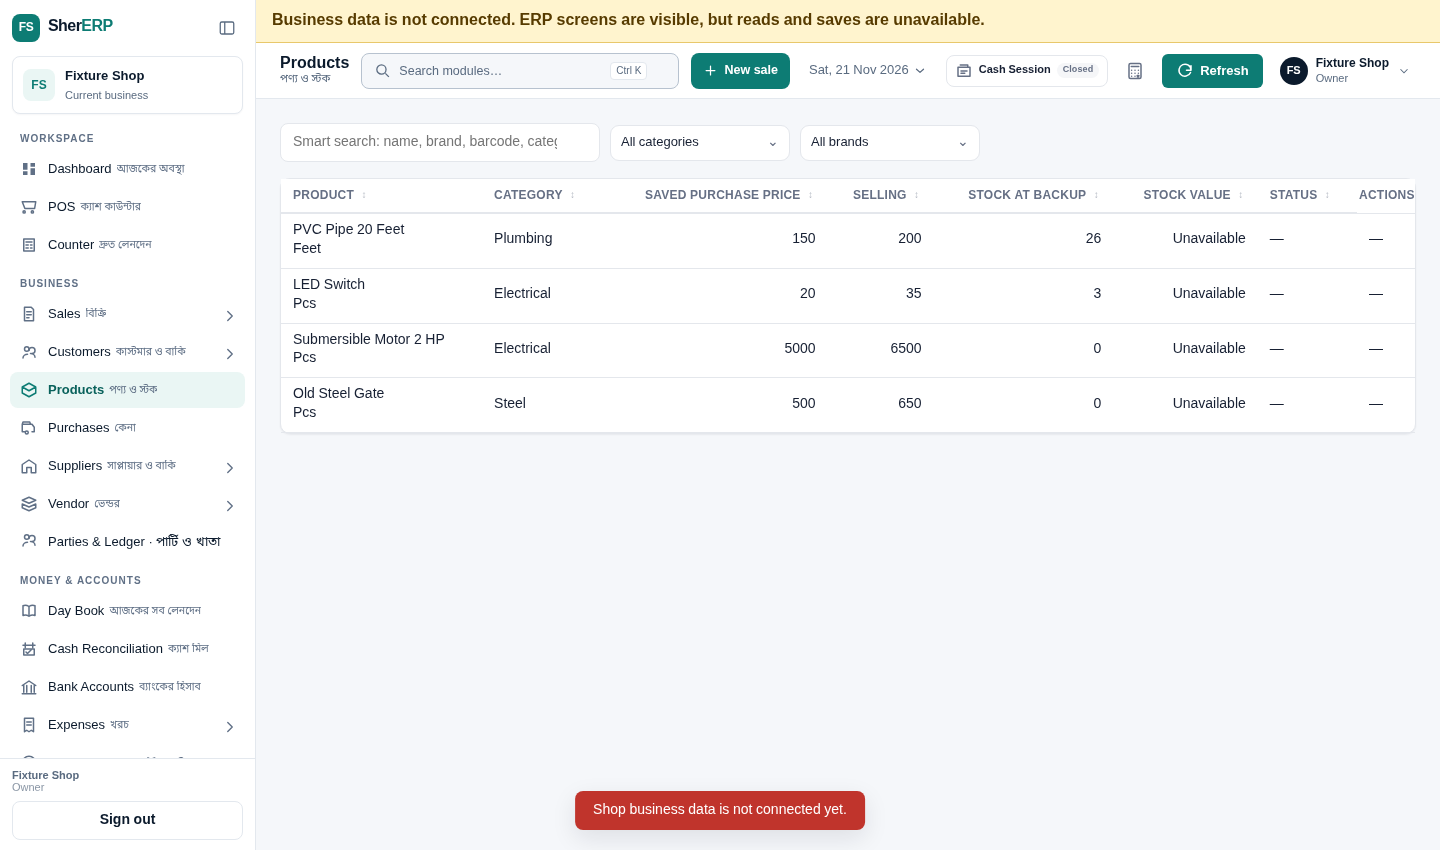 Business data is not connected. ERP screens are visible, but reads and saves are unavailable.
FS SherERP
FS Fixture Shop
Current business
WORKSPACE
Dashboard আজকের অবস্থা
POS ক্যাশ কাউন্টার
Counter দ্রুত লেনদেন
BUSINESS
Sales বিক্রি
Customers কাস্টমার ও বাকি
Products পণ্য ও স্টক
Purchases কেনা
Suppliers সাপ্লায়ার ও বাকি
Vendor ভেন্ডর
Parties & Ledger · পার্টি ও খাতা
MONEY & ACCOUNTS
Day Book আজকের সব লেনদেন
Cash Reconciliation ক্যাশ মিল
Bank Accounts ব্যাংকের হিসাব
Expenses খরচ
Fixture Shop
Owner
Sign out
Products
পণ্য ও স্টক
Search modules… Ctrl K
New sale
Sat, 21 Nov 2026
Cash Session Closed
Refresh
FS Fixture Shop
Owner
Smart search: name, brand, barcode, categ
All categories
All brands
PRODUCT CATEGORY SAVED PURCHASE PRICE SELLING STOCK AT BACKUP STOCK VALUE STATUS ACTIONS
PVC Pipe 20 Feet
Feet
Plumbing 150 200 26 Unavailable — —
LED Switch
Pcs
Electrical 20 35 3 Unavailable — —
Submersible Motor 2 HP
Pcs
Electrical 5000 6500 0 Unavailable — —
Old Steel Gate
Pcs
Steel 500 650 0 Unavailable — —
Shop business data is not connected yet.